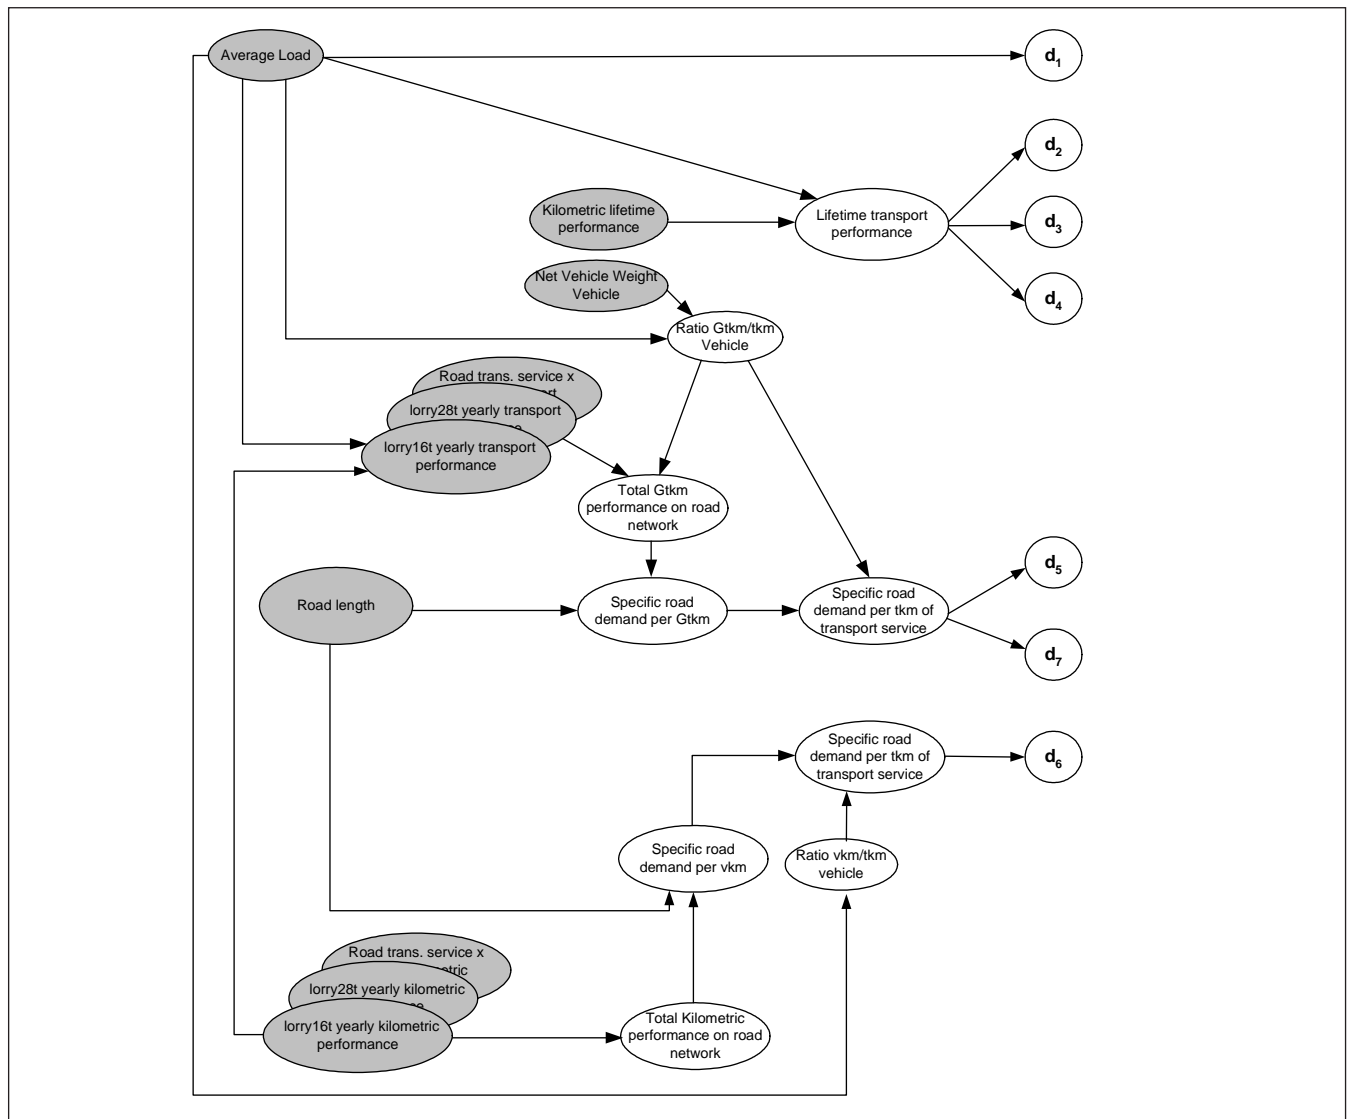 Average Load
d1
d2
Kilometric lifetime
performance
Lifetime transport
performance
d3
Net Vehicle Weight
Vehicle
d4
Ratio Gtkm/tkm
Vehicle
Road trans. service x
lorry28t yearly transport
lorry16t yearly transport
performance
Total Gtkm
performance on road
network
d5
Road length
Specific road
demand per Gtkm
Specific road
demand per tkm of
transport service
d7
Specific road
demand per tkm of
transport service
d6
Specific road
demand per vkm
Ratio vkm/tkm
vehicle
Road trans. service x
lorry28t yearly kilometric
lorry16t yearly kilometric
performance
Total Kilometric
performance on road
network